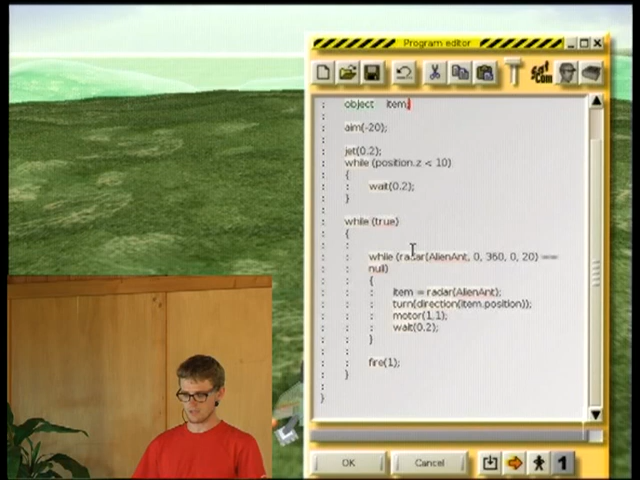 Program editor
Sat
Com
object item;
aim(-20);
jet(0.2);
while (position.z < 10)
{
wait(0.2);
}
while (true)
{
while (radar(AlienAnt, 0, 360, 0, 20) ==
null)
{
item = radar(AlienAnt);
turn(direction(item.position));
motor(1,1);
wait(0.2);
}
fire(1);
}
}
OK
Cancel
1